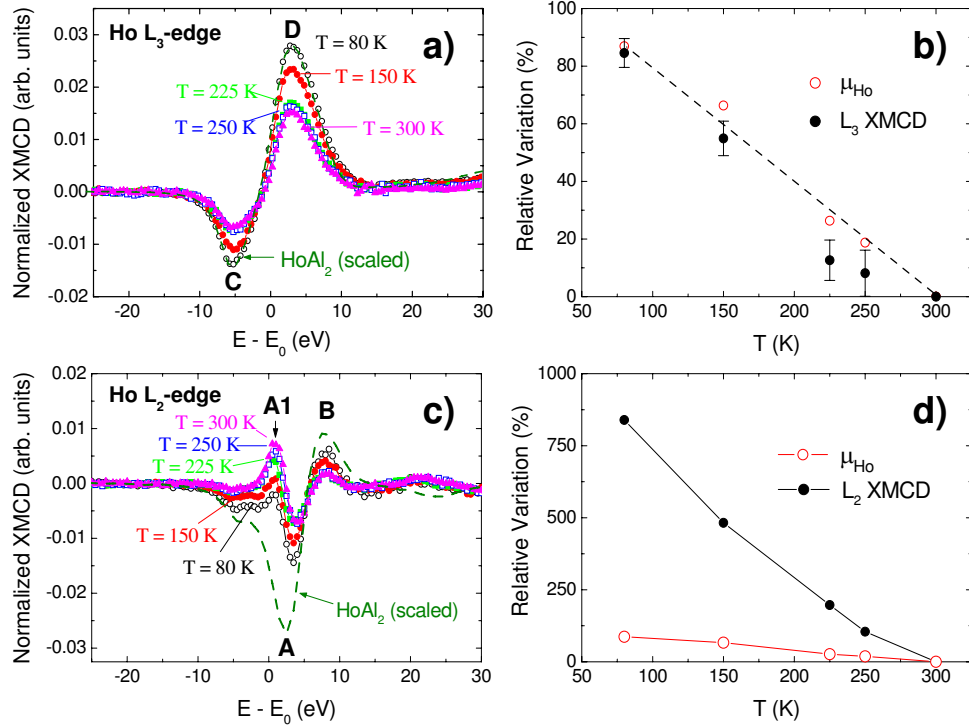 Ho L3-edge
a)
D
T = 80 K
T = 150 K
T = 225 K
T = 250 K
T = 300 K
HoAl2 (scaled)
C
0.03
0.02
0.01
0.00
-0.01
-0.02
-20 -10 0 10 20 30
E - E0 (eV)
Normalized XMCD (arb. units)
b)
μHo
L3 XMCD
100
80
60
40
20
0
50 100 150 200 250 300
T (K)
Relative Variation (%)
Ho L2-edge
c)
A1
B
T = 300 K
T = 250 K
T = 225 K
T = 150 K
T = 80 K
HoAl2 (scaled)
A
0.02
0.01
0.00
-0.01
-0.02
-0.03
-20 -10 0 10 20 30
E - E0 (eV)
Normalized XMCD (arb. units)
d)
μHo
L2 XMCD
1000
750
500
250
0
50 100 150 200 250 300
T (K)
Relative Variation (%)